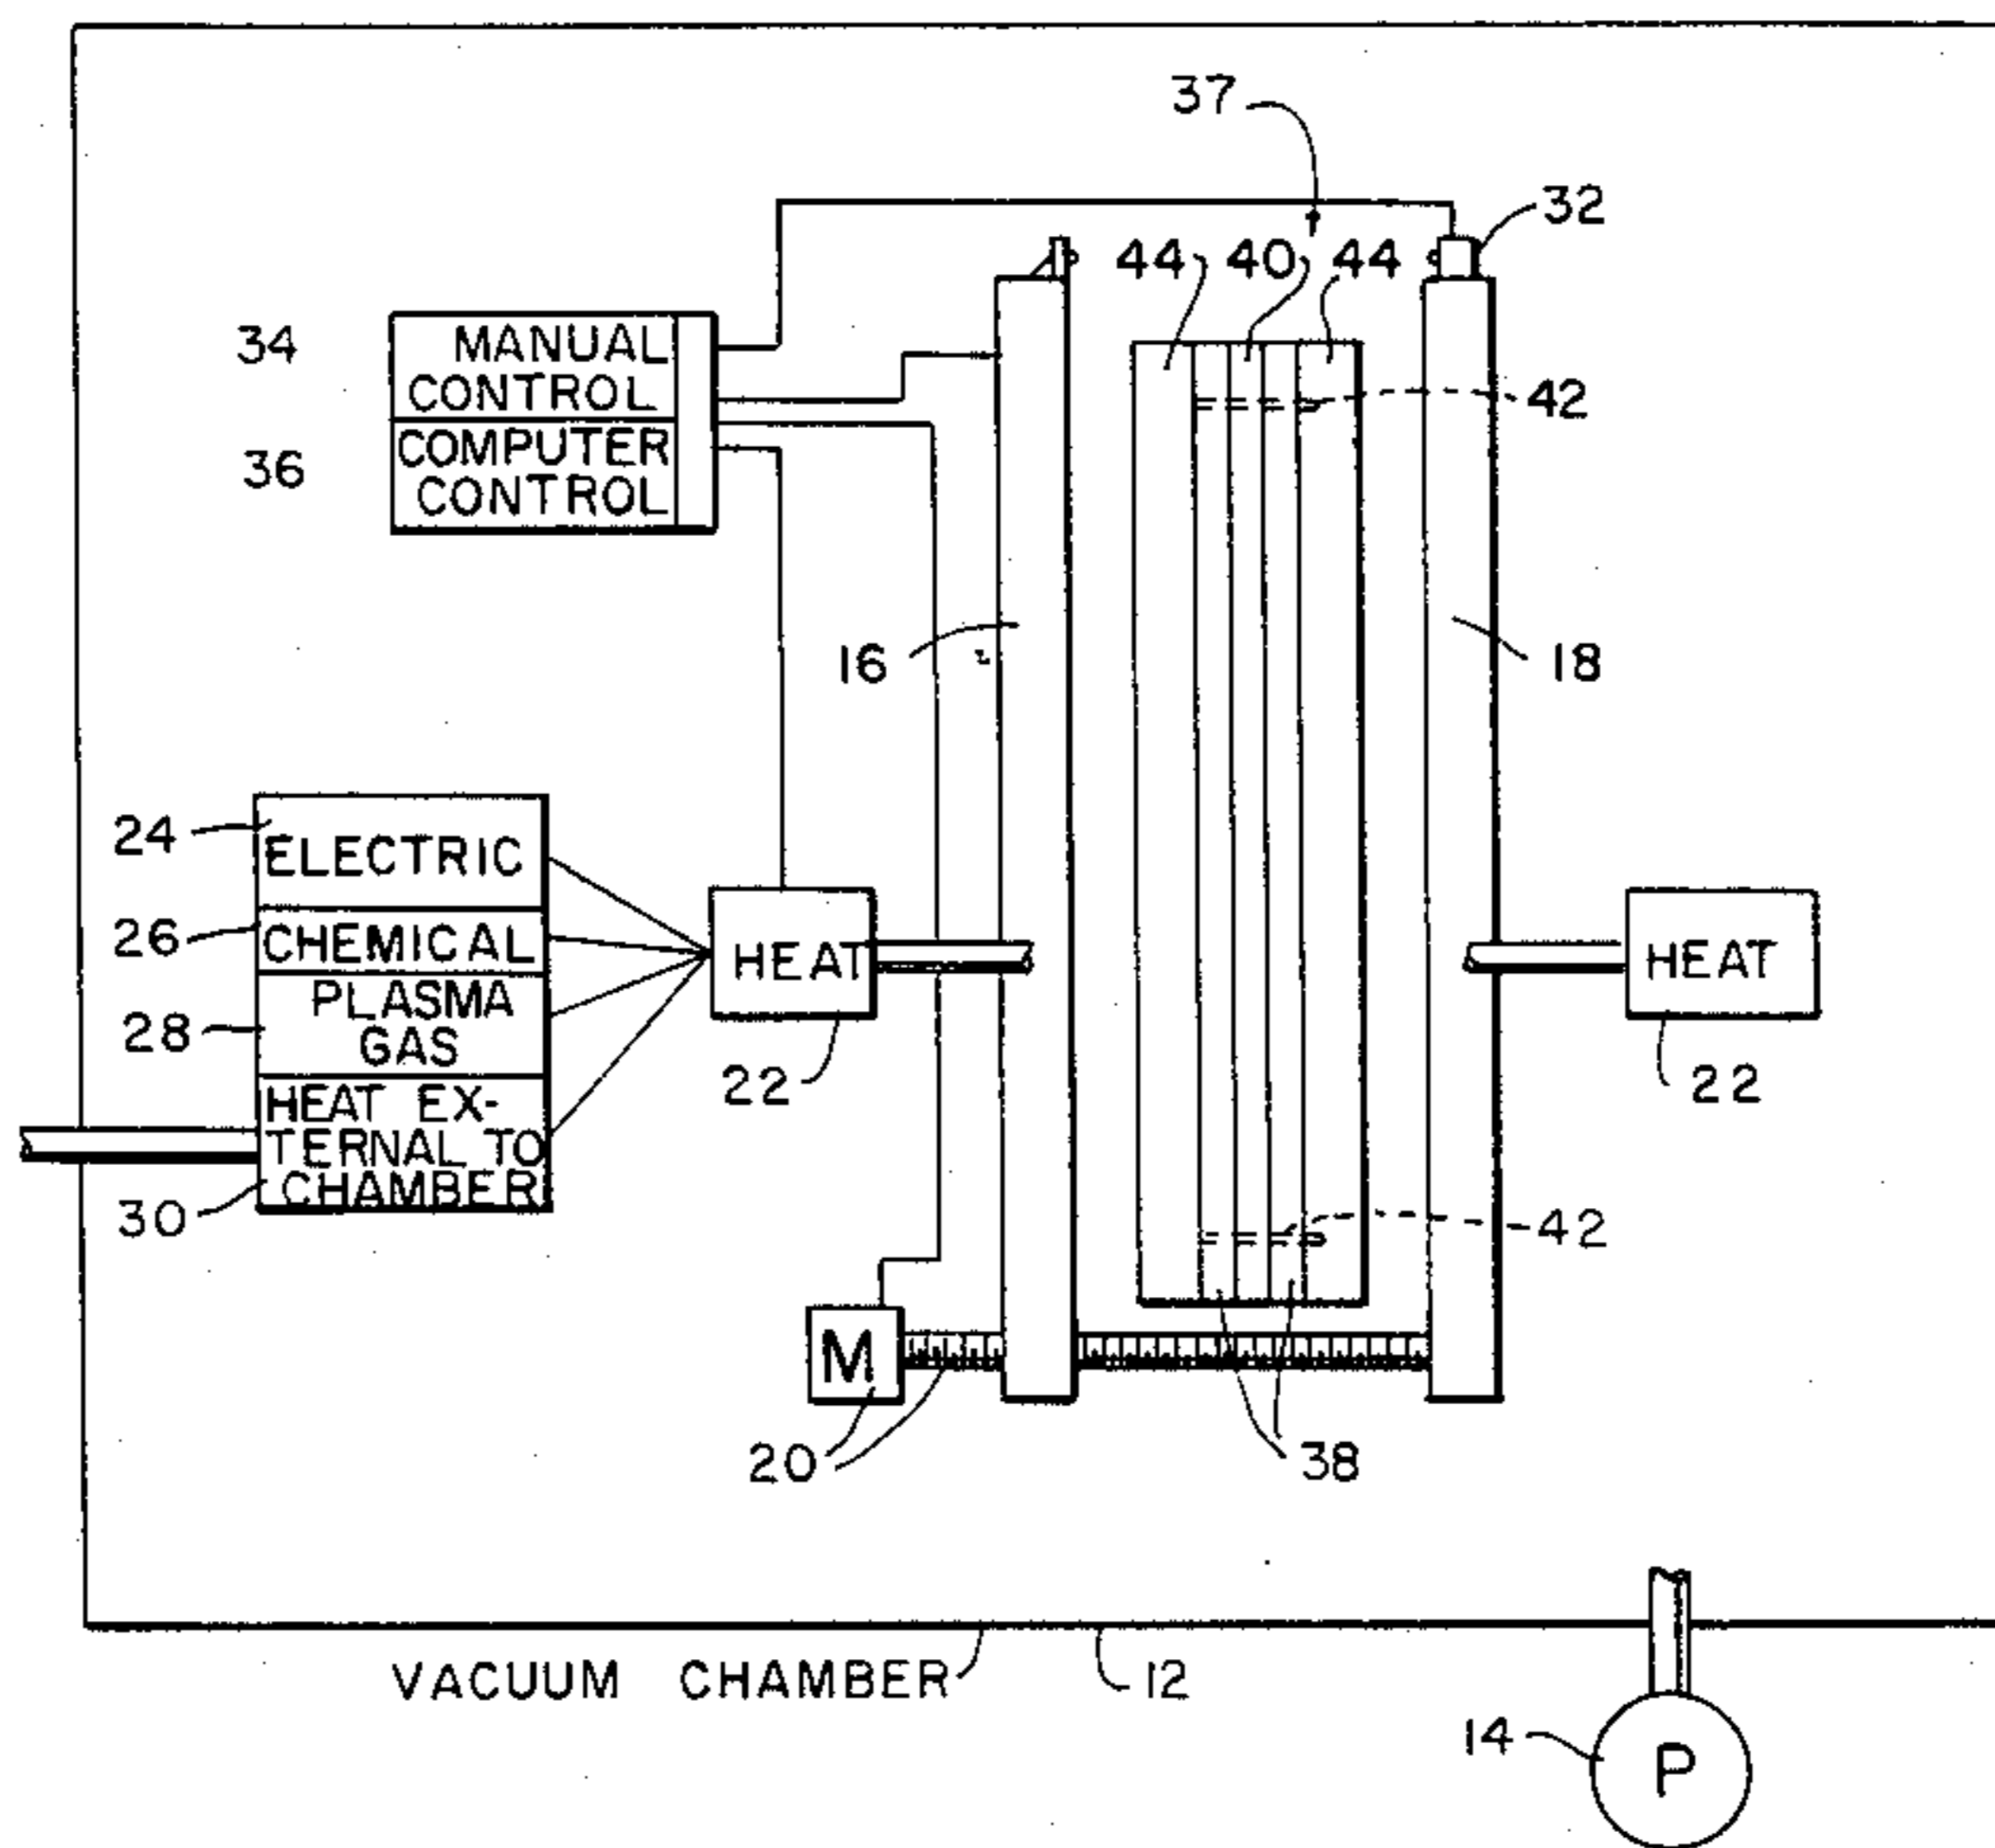 37
32
44 40 44
34 MANUAL
CONTROL
42
36 COMPUTER
CONTROL
16
18
24 ELECTRIC
26 CHEMICAL
HEAT
HEAT
28 PLASMA
GAS
22
22
HEAT EX-
TERNAL TO
CHAMBER
30
42
M
20
38
VACUUM CHAMBER
12
14
P